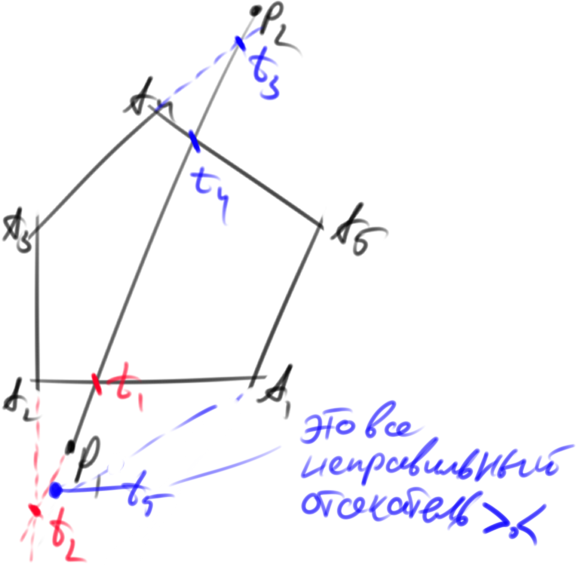 P2
t3
A4
t4
A3
A5
t1
A2
A1
P1
t5
t2
это все
неправильный
отсекатель >.<